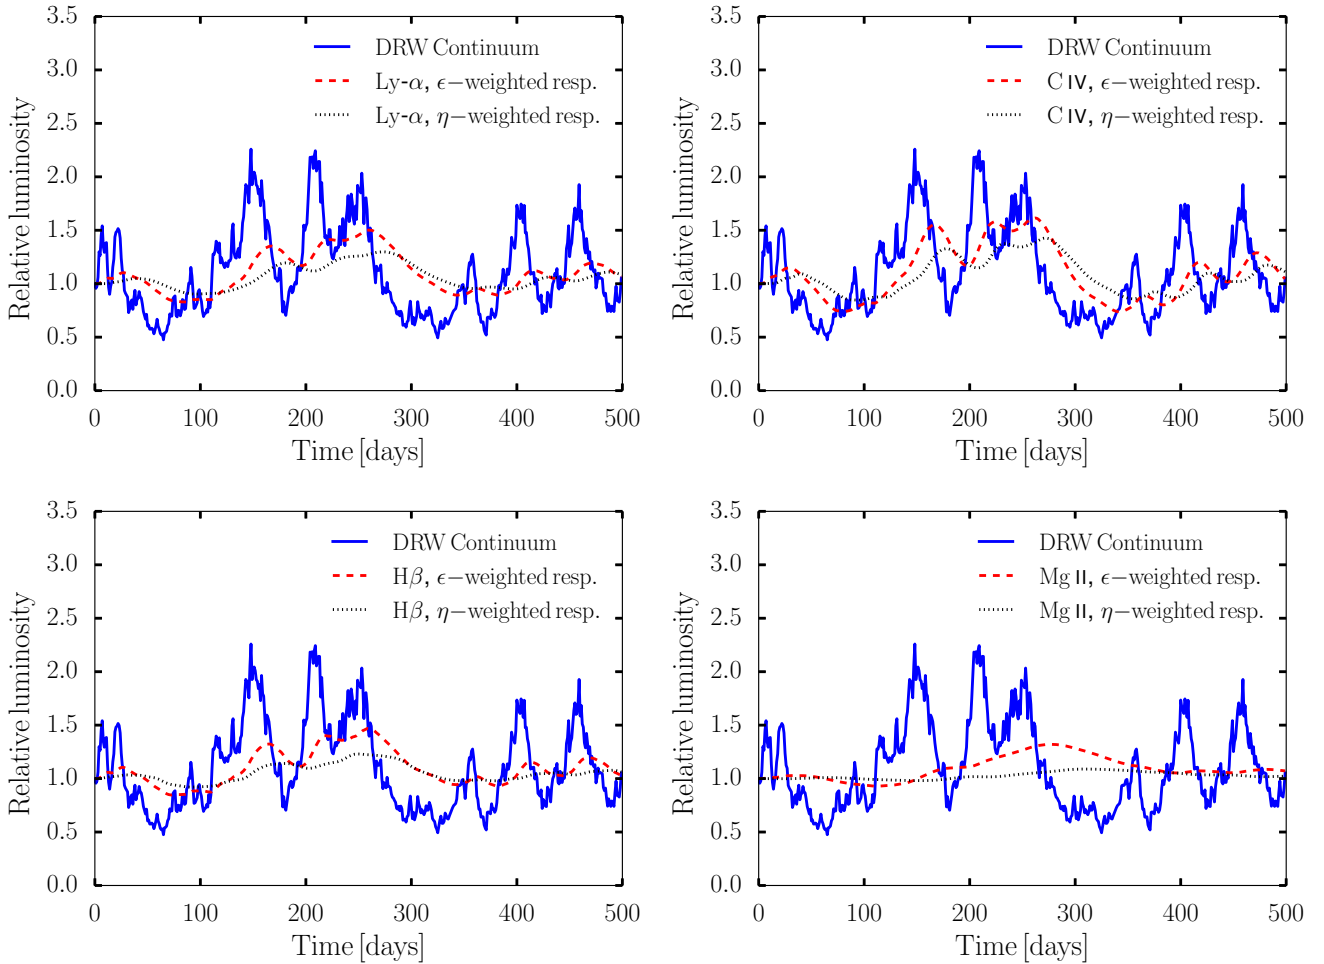 3.5
3.0
2.5
2.0
1.5
1.0
0.5
0.0
Relative luminosity
DRW Continuum
Ly-α, ϵ−weighted resp.
Ly-α, η−weighted resp.
0 100 200 300 400 500
Time [days]
3.5
3.0
2.5
2.0
1.5
1.0
0.5
0.0
Relative luminosity
DRW Continuum
C IV, ϵ−weighted resp.
C IV, η−weighted resp.
0 100 200 300 400 500
Time [days]
3.5
3.0
2.5
2.0
1.5
1.0
0.5
0.0
Relative luminosity
DRW Continuum
Hβ, ϵ−weighted resp.
Hβ, η−weighted resp.
0 100 200 300 400 500
Time [days]
3.5
3.0
2.5
2.0
1.5
1.0
0.5
0.0
Relative luminosity
DRW Continuum
Mg II, ϵ−weighted resp.
Mg II, η−weighted resp.
0 100 200 300 400 500
Time [days]